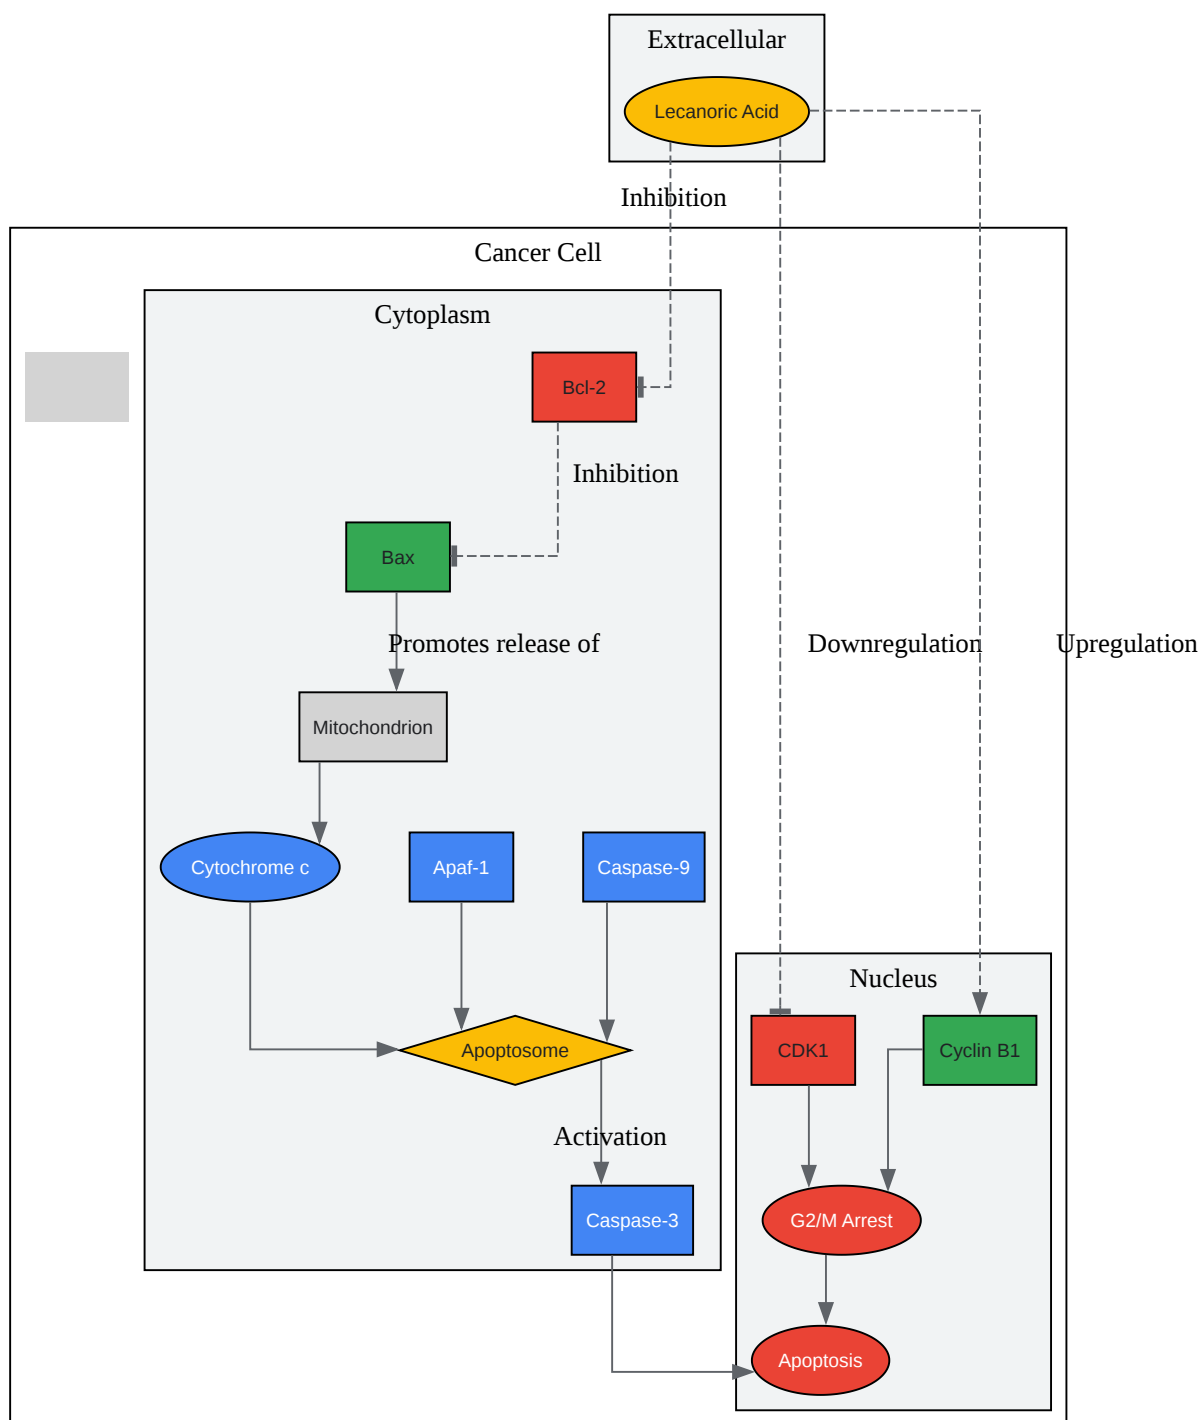 Extracellular
Lecanoric Acid
Inhibition
Cancer Cell
Cytoplasm
Bcl-2
Inhibition
Bax
Promotes release of
Downregulation
Upregulation
Mitochondrion
Cytochrome c
Apaf-1
Caspase-9
Nucleus
Apoptosome
CDK1
Cyclin B1
Activation
Caspase-3
G2/M Arrest
Apoptosis